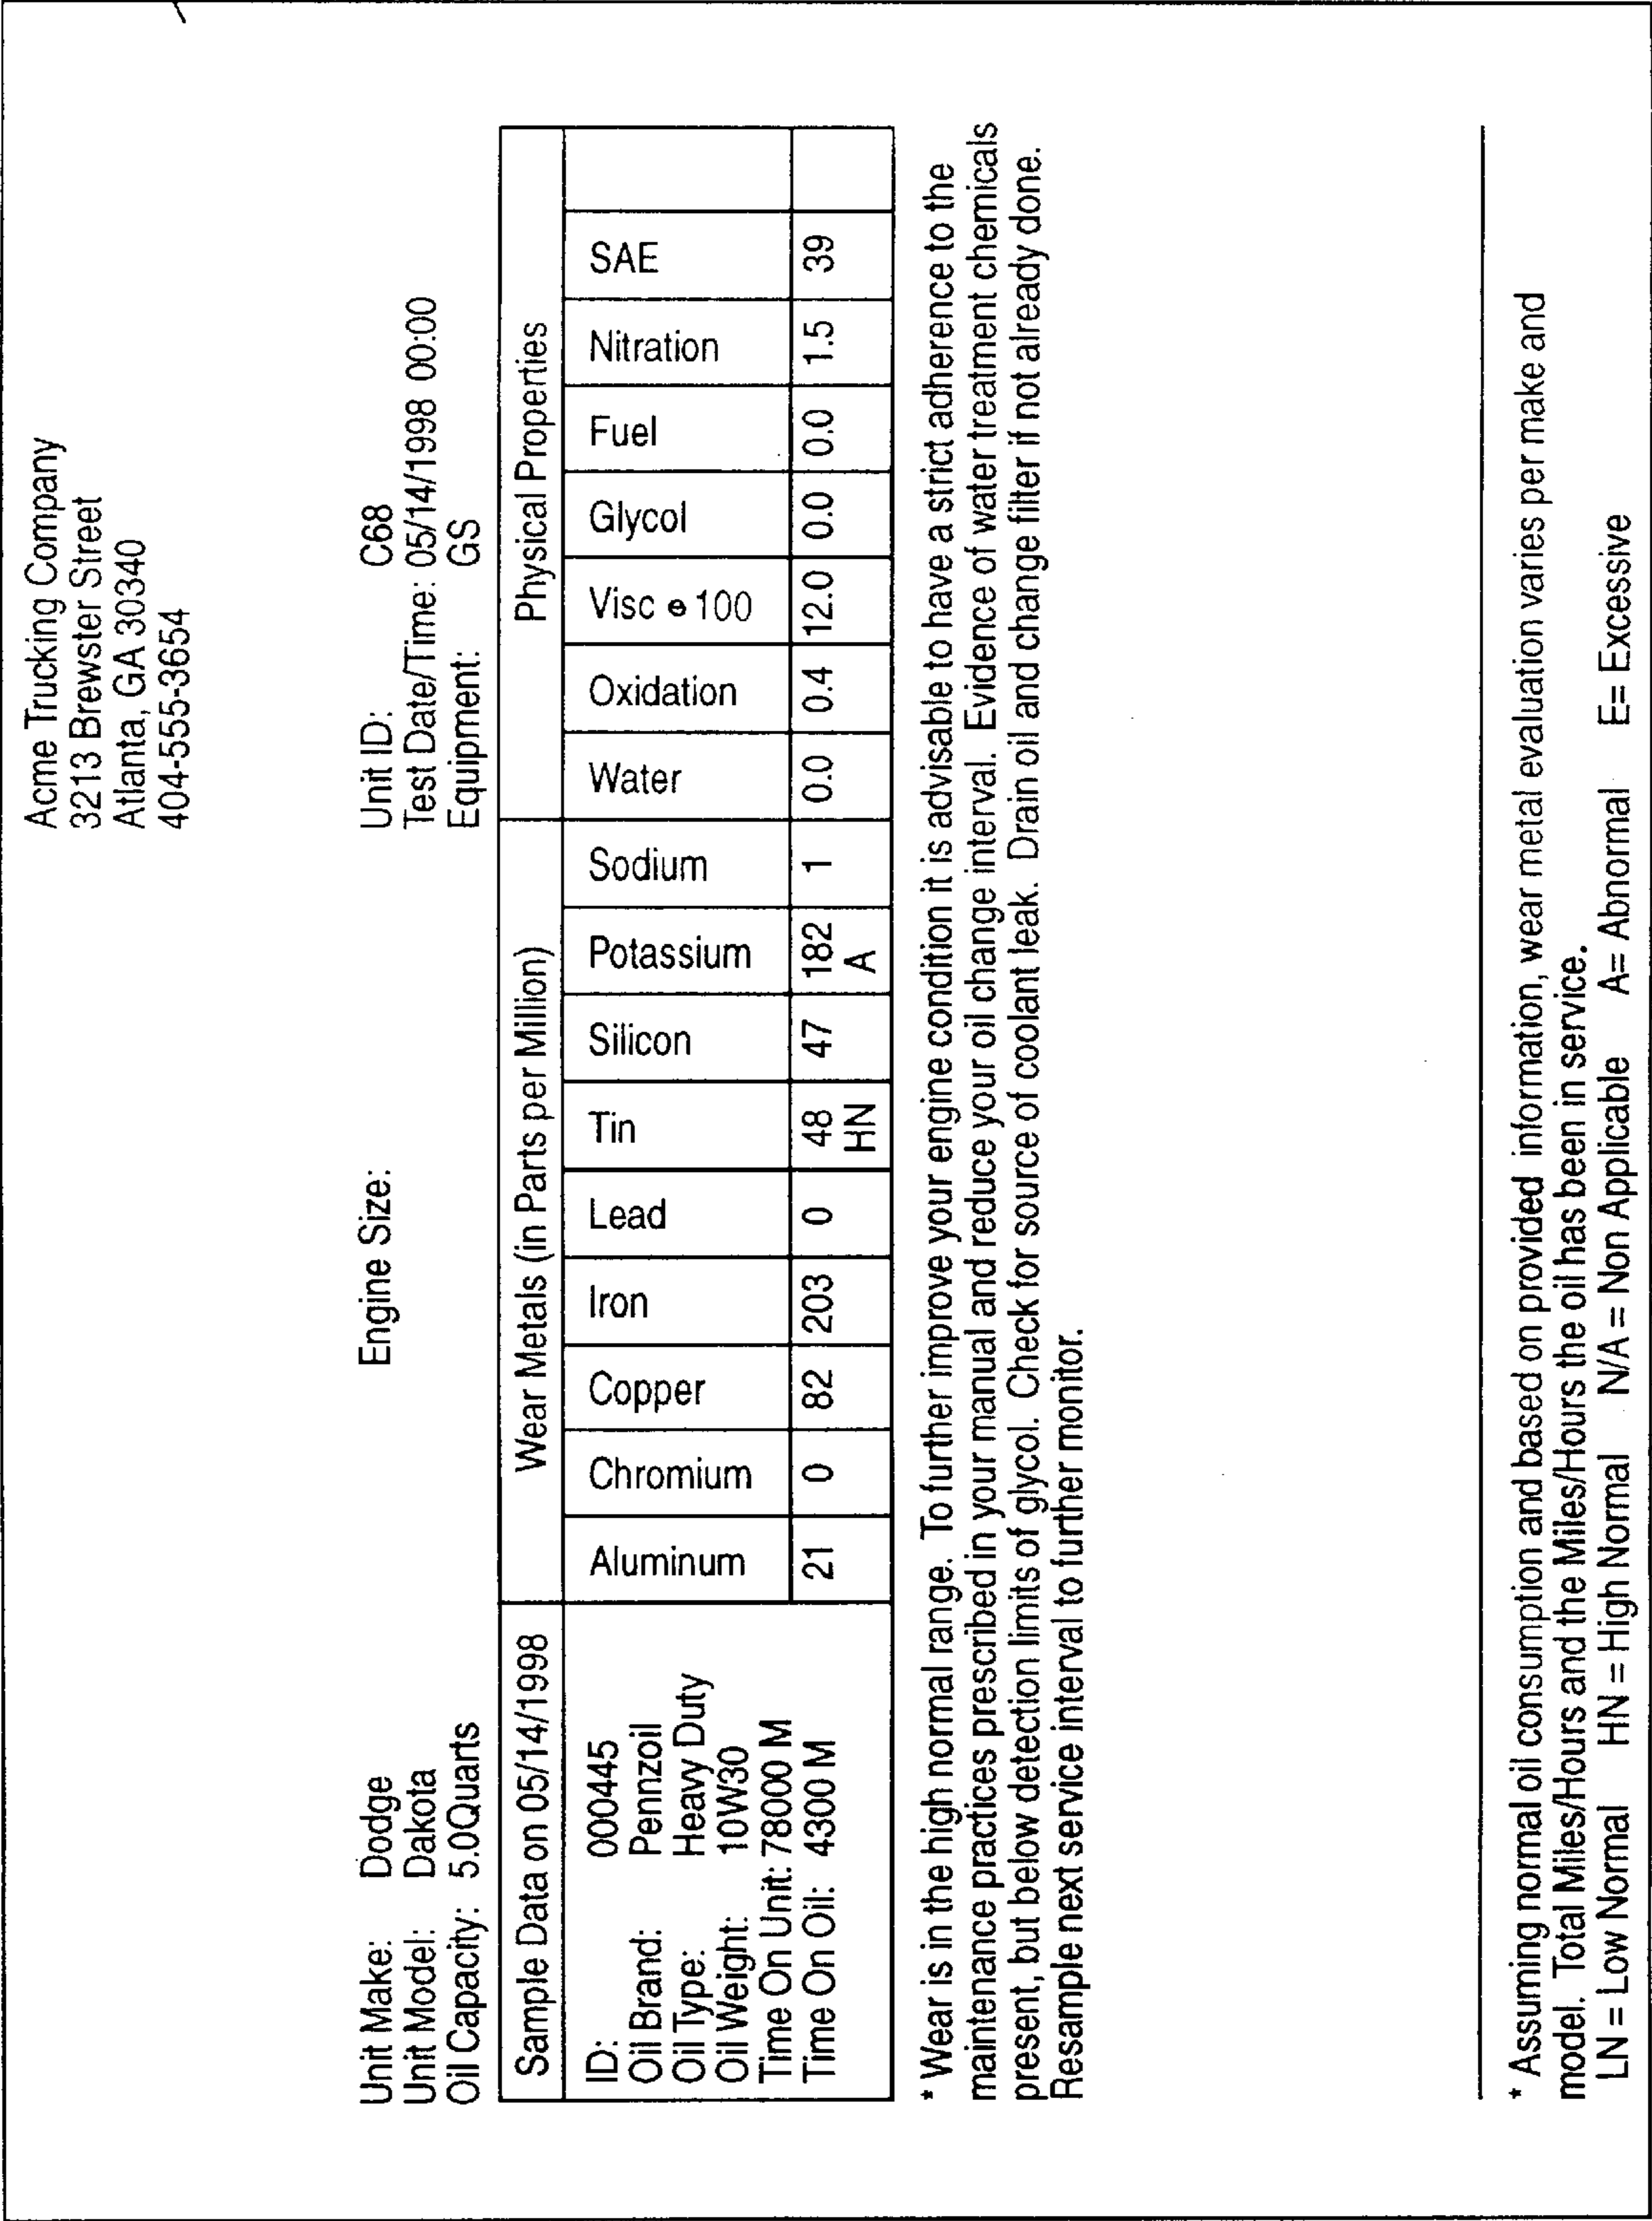 Acme Trucking Company
3213 Brewster Street
Atlanta, GA 30340
404-555-3654
Unit Make: Dodge Engine Size: Unit ID: C68
Unit Model: Dakota Test Date/Time: 05/14/1998 00:00
Oil Capacity: 5.0Quarts Equipment: GS
Sample Data on 05/14/1998 Wear Metals (in Parts per Million) Physical Properties
ID: 000445 Aluminum Chromium Copper Iron Lead Tin Silicon Potassium Sodium Water Oxidation Visc @ 100 Glycol Fuel Nitration SAE
Oil Brand: Pennzoil
Oil Type: Heavy Duty
Oil Weight: 10W30
Time On Unit: 78000 M
Time On Oil: 4300 M 21 0 82 203 0 48 47 182 1 0.0 0.4 12.0 0.0 0.0 1.5 39
HN A
* Wear is in the high normal range. To further improve your engine condition it is advisable to have a strict adherence to the
maintenance practices prescribed in your manual and reduce your oil change interval. Evidence of water treatment chemicals
present, but below detection limits of glycol. Check for source of coolant leak. Drain oil and change filter if not already done.
Resample next service interval to further monitor.
* Assuming normal oil consumption and based on provided information, wear metal evaluation varies per make and
model. Total Miles/Hours and the Miles/Hours the oil has been in service.
LN = Low Normal HN = High Normal N/A = Non Applicable A= Abnormal E= Excessive